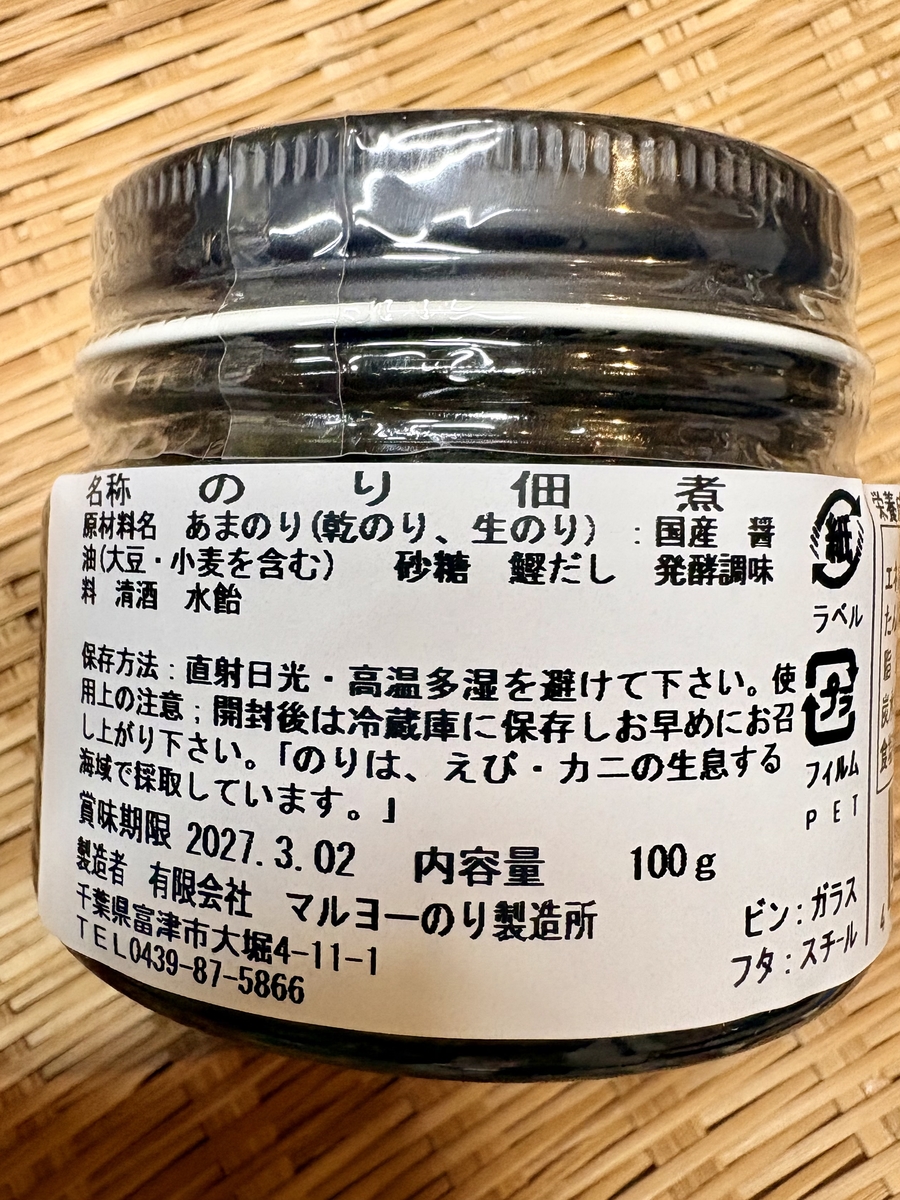 名称 のり佃煮
原材料名 あまのり(乾のり、生のり) : 国産 醤
油(大豆・小麦を含む) 砂糖 鰹だし 発酵調味
料 清酒 水飴
保存方法 : 直射日光・高温多湿を避けて下さい。使
用上の注意 ; 開封後は冷蔵庫に保存しお早めにお召
し上がり下さい。「のりは、えび・カニの生息する
海域で採取しています。」
賞味期限 2027.3.02 内容量 100g
製造者 有限会社 マルヨーのり製造所
千葉県富津市大堀4-11-1
TEL0439-87-5866
紙
ラベル
プラ
フィルム
PET
ビン : ガラス
フタ : スチール